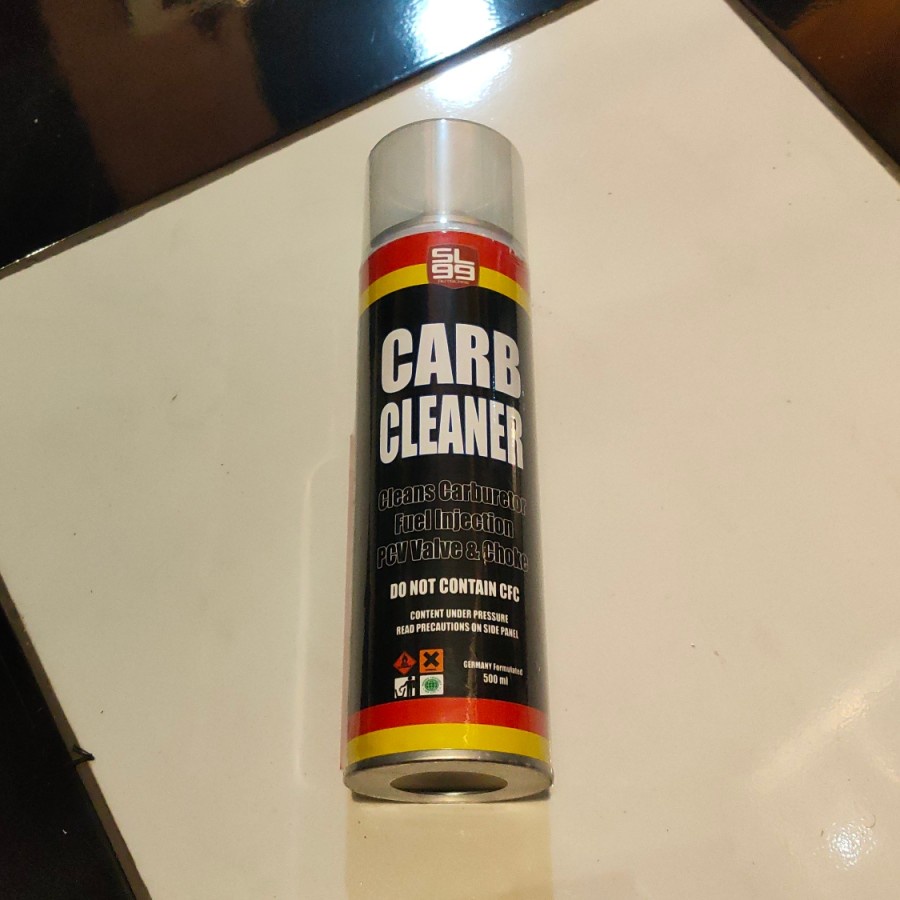 SL
99
CARB
CLEANER
Cleans Carburetor
Fuel Injection
PCV Valve & Choke
DO NOT CONTAIN CFC
CONTENT UNDER PRESSURE
READ PRECAUTIONS ON SIDE PANEL
GERMANY Formulated
500 ml